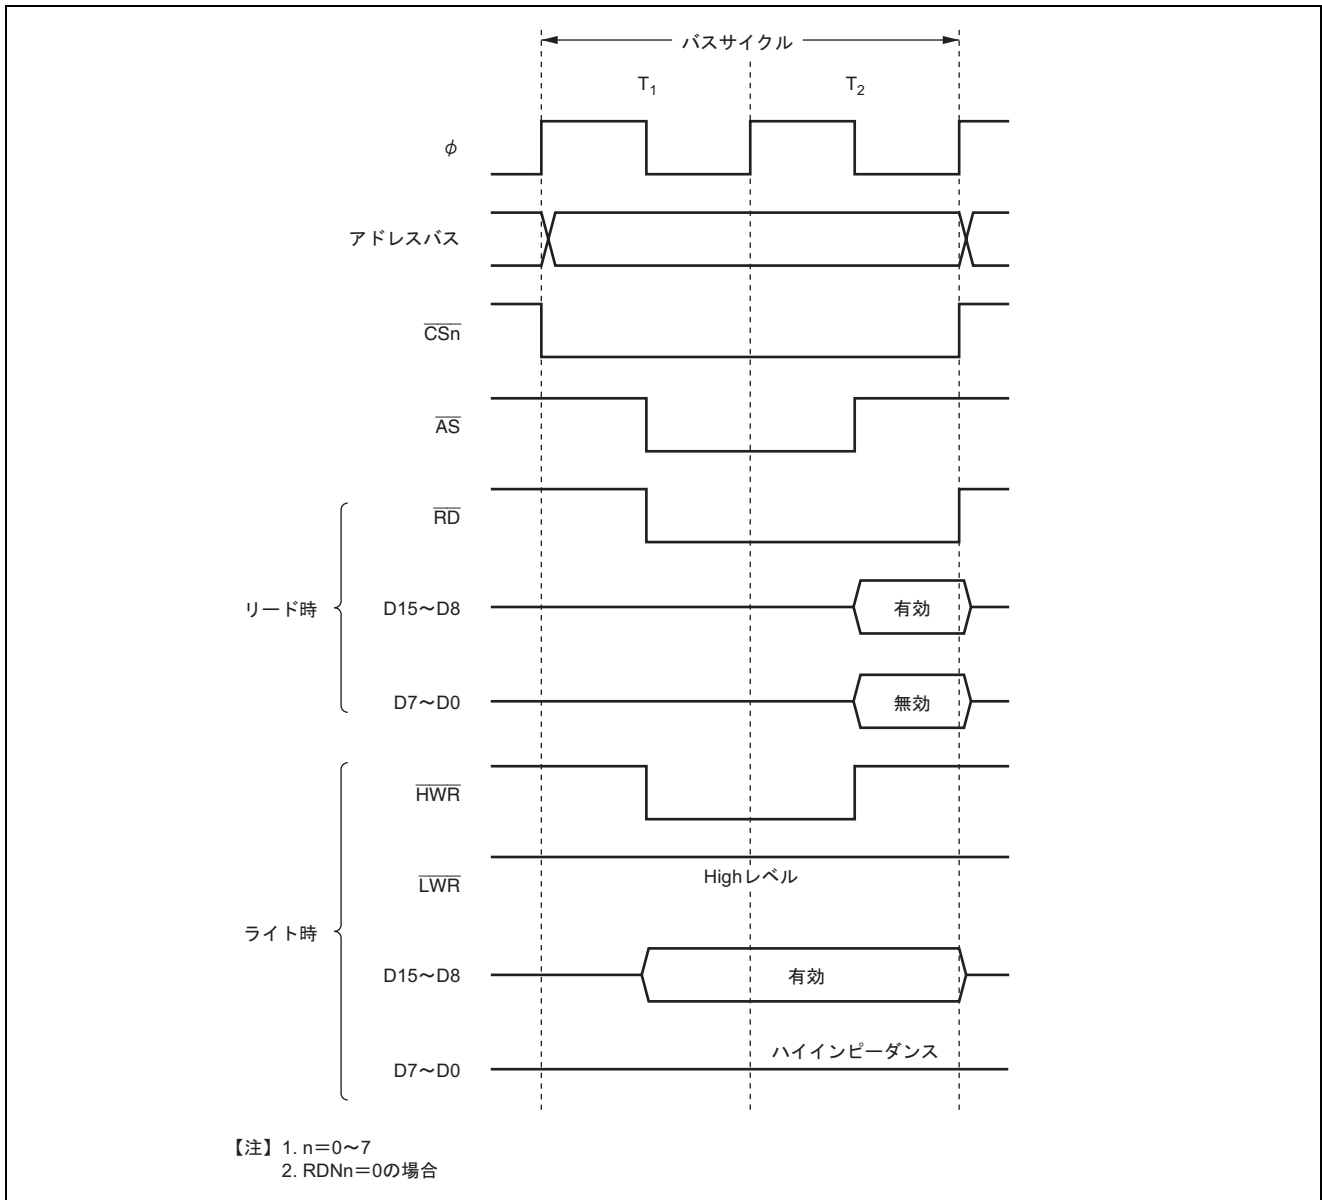 バスサイクル
T1 T2
φ
アドレスバス
CSn
AS
RD
リード時
D15～D8 有効
D7～D0 無効
HWR
LWR Highレベル
ライト時
D15～D8 有効
D7～D0 ハイインピーダンス
【注】 1. n＝0～7
2. RDNn＝0の場合